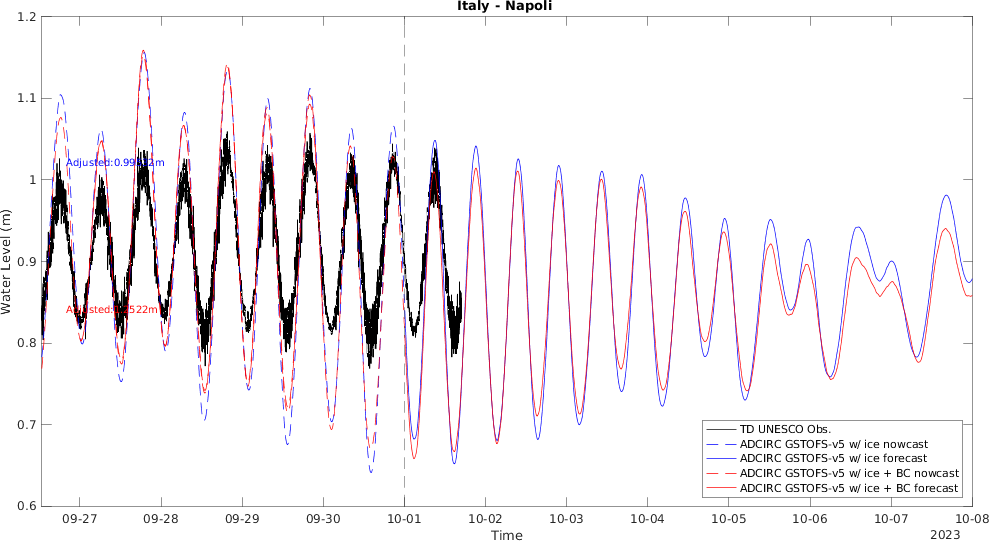 Italy - Napoli
Water Level (m)
1.2
1.1
1
0.9
0.8
0.7
0.6
TD UNESCO Obs.
ADCIRC GSTOFS-v5 w/ ice nowcast
ADCIRC GSTOFS-v5 w/ ice forecast
ADCIRC GSTOFS-v5 w/ ice + BC nowcast
ADCIRC GSTOFS-v5 w/ ice + BC forecast
09-27 09-28 09-29 09-30 10-01 10-02 10-03 10-04 10-05 10-06 10-07 10-08
Time
2023